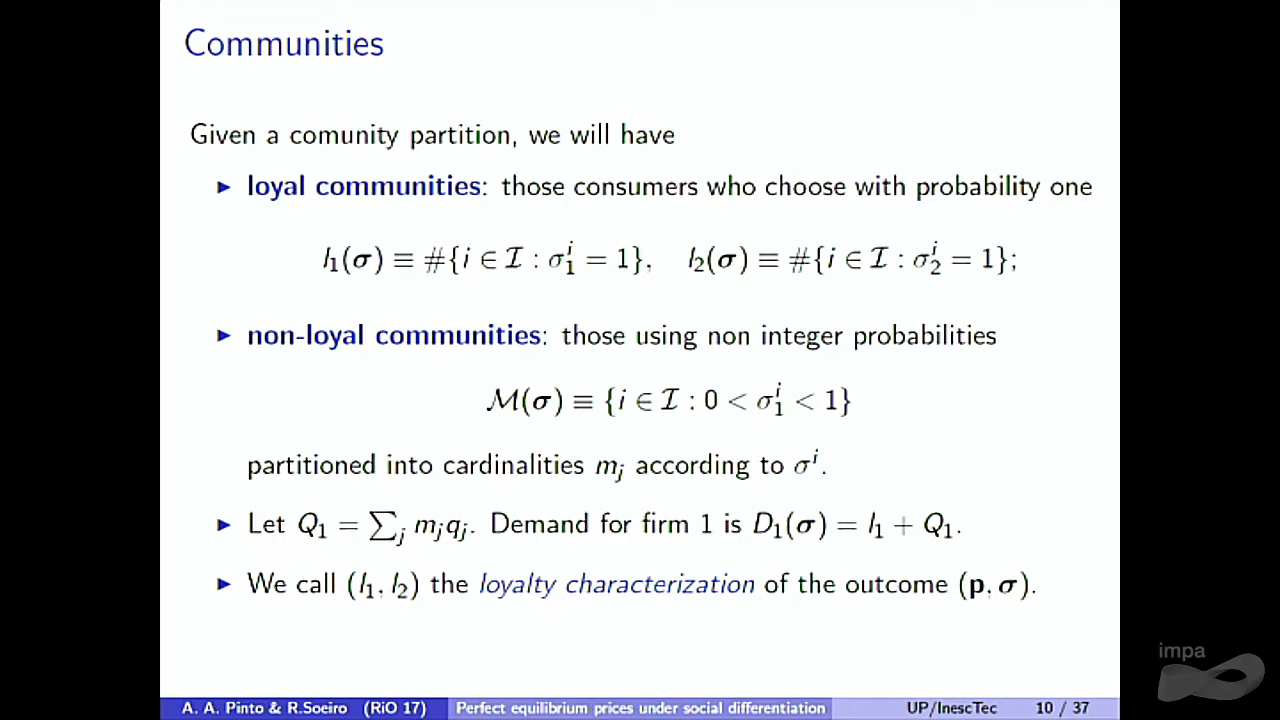 Communities
Given a comunity partition, we will have
▶ loyal communities: those consumers who choose with probability one
l₁(σ) ≡ #{i ∈ I : σ₁ⁱ = 1}, l₂(σ) ≡ #{i ∈ I : σ₂ⁱ = 1};
▶ non-loyal communities: those using non integer probabilities
M(σ) ≡ {i ∈ I : 0 < σ₁ⁱ < 1}
partitioned into cardinalities mⱼ according to σⁱ.
▶ Let Q₁ = ∑ⱼ mⱼqⱼ. Demand for firm 1 is D₁(σ) = l₁ + Q₁.
▶ We call (l₁, l₂) the loyalty characterization of the outcome (p, σ).
impa
A. A. Pinto & R.Soeiro (RiO 17) Perfect equilibrium prices under social differentiation UP/InescTec 10 / 37